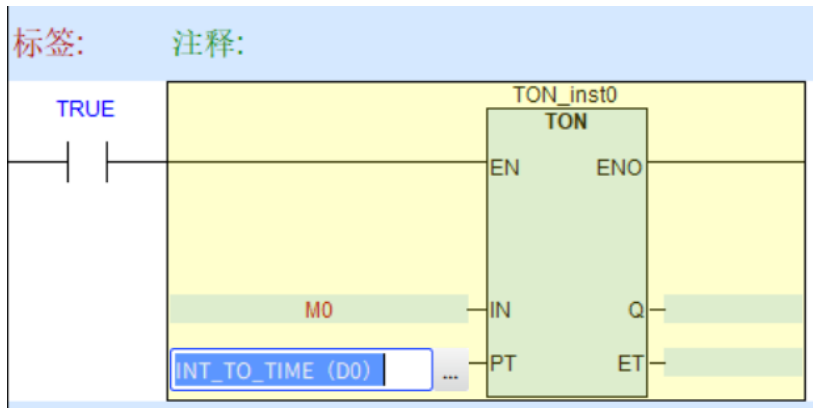 标签: 注释:
TRUE
TON_inst0
TON
EN ENO
M0 IN Q
INT_TO_TIME（D0） ... PT ET